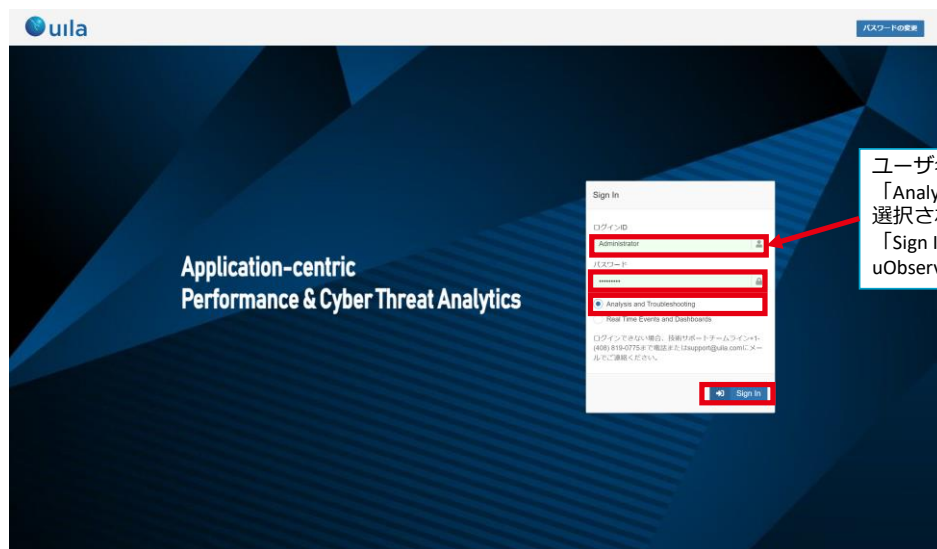 uıla
パスワードの変更
Application-centric
Performance & Cyber Threat Analytics
Sign In
ログインID
Administrator
パスワード
•••••••••
Analysis and Troubleshooting
Real Time Events and Dashboards
ログインできない場合、技術サポートチームライン+1-
(408) 819-0775まで電話またはsupport@uila.comにメー
ルでご連絡ください。
Sign In
ユーザ
「Analy
選択さ
「Sign I
uObserv